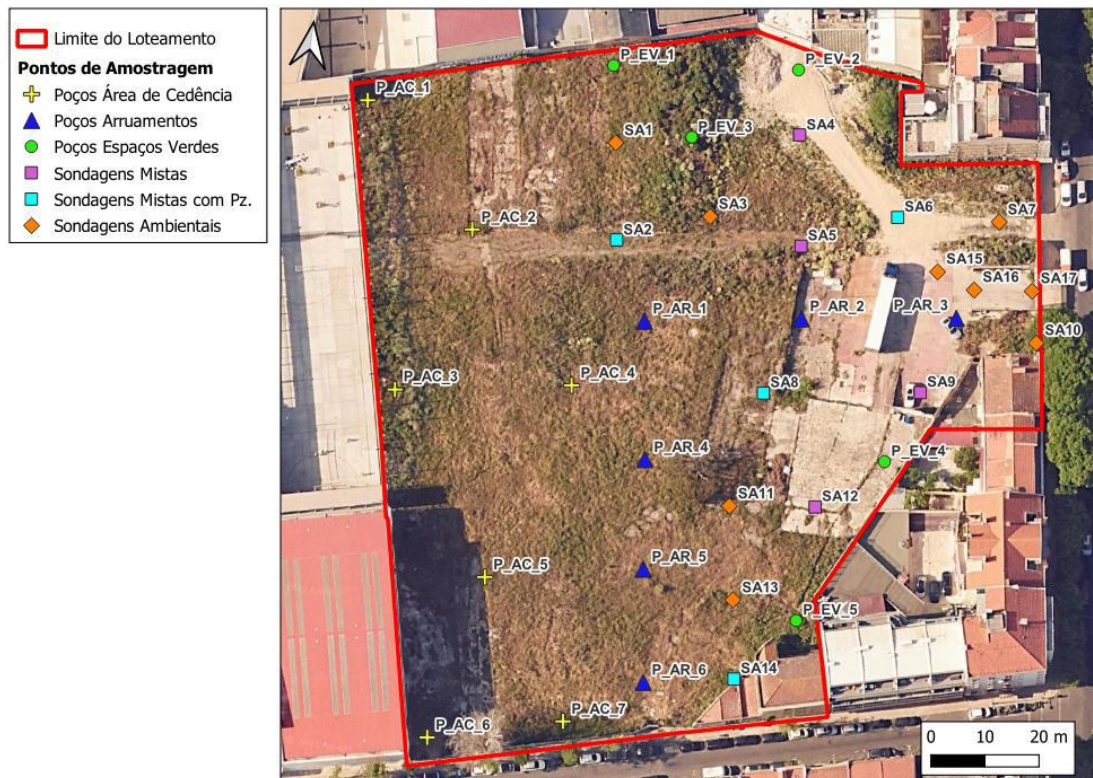 Limite do Loteamento
Pontos de Amostragem
Poços Área de Cedência
Poços Arruamentos
Poços Espaços Verdes
Sondagens Mistas
Sondagens Mistas com Pz.
Sondagens Ambientais
P_EV_1
P_EV_2
P_AC_1
P_EV_3
SA4
SA1
SA3
SA6
SA7
P_AC_2
SA2
SA5
SA15
SA16
SA17
P_AR_1
P_AR_2
P_AR_3
SA10
P_AC_3
P_AC_4
SA8
SA9
P_AR_4
P_EV_4
SA11
SA12
P_AR_5
P_AC_5
SA13
P_EV_5
P_AR_6
SA14
P_AC_7
P_AC_6
0 10 20 m